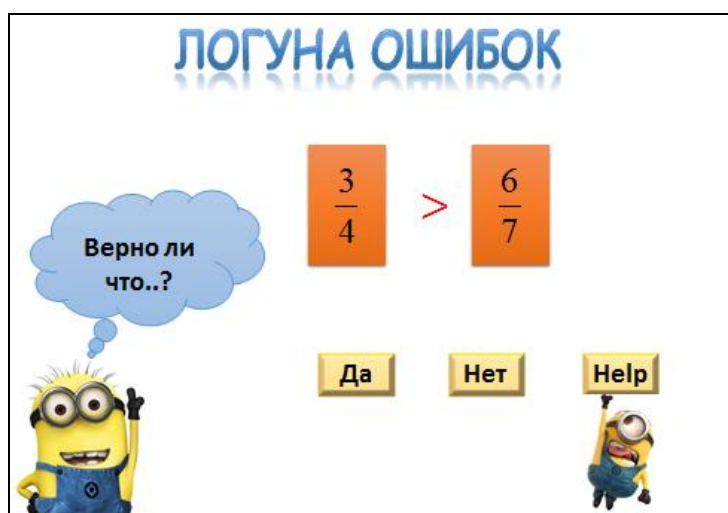 ЛОГУНА ОШИБОК
3/4 > 6/7
Верно ли
что..?
Да Нет Help